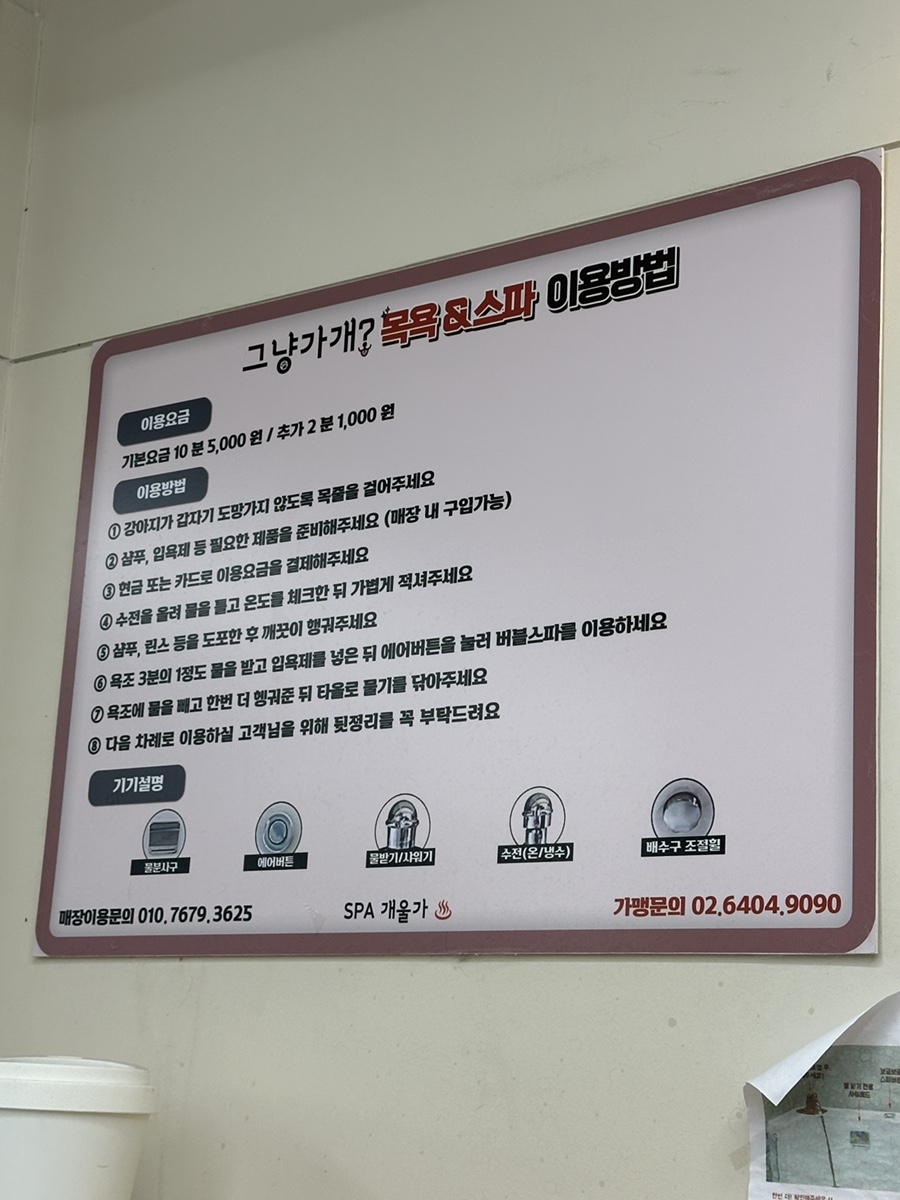 그냥가개? 목욕 & 스파 이용방법
이용요금
기본요금 10 분 5,000 원 / 추가 2 분 1,000 원
이용방법
① 강아지가 갑자기 도망가지 않도록 목줄을 걸어주세요
② 샴푸, 입욕제 등 필요한 제품을 준비해주세요 (매장 내 구입가능)
③ 현금 또는 카드로 이용요금을 결제해주세요
④ 수전을 올려 물을 틀고 온도를 체크한 뒤 가볍게 적셔주세요
⑤ 샴푸, 린스 등을 도포한 후 깨끗이 행궈주세요
⑥ 욕조 3분의 1정도 물을 받고 입욕제를 넣은 뒤 에어버튼을 눌러 버블스파를 이용하세요
⑦ 욕조에 물을 빼고 한번 더 헹궈준 뒤 타올로 물기를 닦아주세요
⑧ 다음 차례로 이용하실 고객님을 위해 뒷정리를 꼭 부탁드려요
기기설명
물분사구 에어버튼 물받기/샤워기 수전(온/냉수) 배수구 조절휠
매장이용문의 010.7679.3625 SPA 개울가 가맹문의 02.6404.9090
물 받기 전용